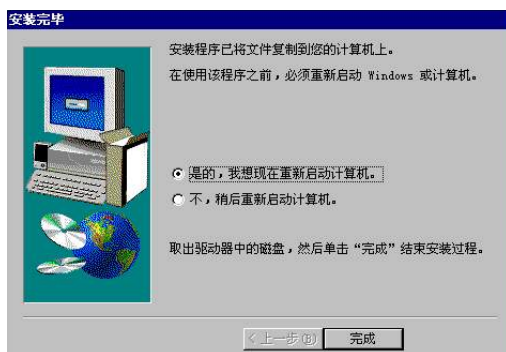 安装完毕
安装程序已将文件复制到您的计算机上。
在使用该程序之前，必须重新启动 Windows 或计算机。
是的，我想现在重新启动计算机。
不，稍后重新启动计算机。
取出驱动器中的磁盘，然后单击“完成”结束安装过程。
<上一步(B) 完成